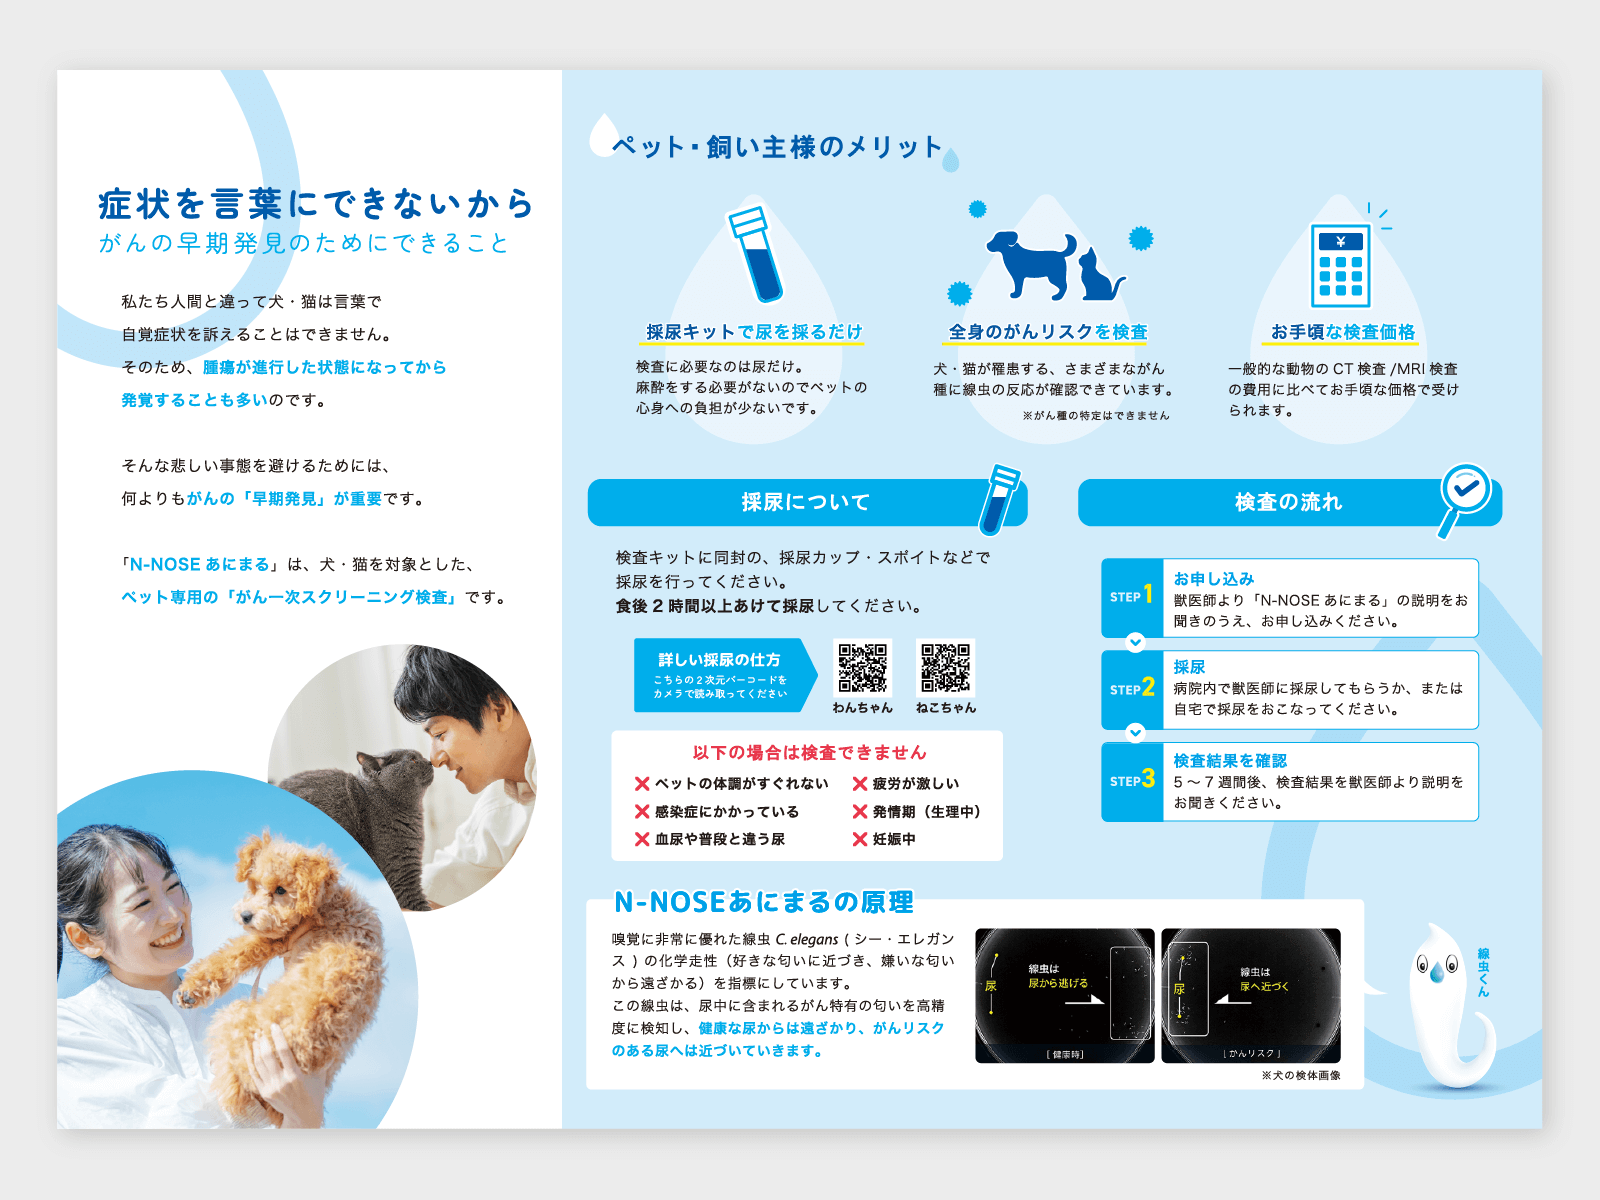 症状を言葉にできないから
がんの早期発見のためにできること
私たち人間と違って犬・猫は言葉で
自覚症状を訴えることはできません。
そのため、腫瘍が進行した状態になってから
発覚することも多いのです。
そんな悲しい事態を避けるためには、
何よりもがんの「早期発見」が重要です。
「N-NOSE あにまる」は、犬・猫を対象とした、
ペット専用の「がん一次スクリーニング検査」です。
ペット・飼い主様のメリット
採尿キットで尿を採るだけ
検査に必要なのは尿だけ。
麻酔をする必要がないのでペットの
心身への負担が少ないです。
全身のがんリスクを検査
犬・猫が罹患する、さまざまながん
種に線虫の反応が確認できています。
※がん種の特定はできません
¥
お手頃な検査価格
一般的な動物の CT 検査 /MRI 検査
の費用に比べてお手頃な価格で受け
られます。
採尿について
検査キットに同封の、採尿カップ・スポイトなどで
採尿を行ってください。
食後 2 時間以上あけて採尿してください。
詳しい採尿の仕方
こちらの2次元バーコードを
カメラで読み取ってください
わんちゃん
ねこちゃん
以下の場合は検査できません
ペットの体調がすぐれない
感染症にかかっている
血尿や普段と違う尿
疲労が激しい
発情期（生理中）
妊娠中
検査の流れ
STEP1
お申し込み
獣医師より「N-NOSE あにまる」の説明をお
聞きのうえ、お申し込みください。
STEP2
採尿
病院内で獣医師に採尿してもらうか、または
自宅で採尿をおこなってください。
STEP3
検査結果を確認
5 〜 7 週間後、検査結果を獣医師より説明を
お聞きください。
N-NOSEあにまるの原理
嗅覚に非常に優れた線虫 C. elegans ( シー・エレガン
ス ) の化学走性（好きな匂いに近づき、嫌いな匂い
から遠ざかる）を指標にしています。
この線虫は、尿中に含まれるがん特有の匂いを高精
度に検知し、健康な尿からは遠ざかり、がんリスク
のある尿へは近づいていきます。
尿
線虫は
尿から逃げる
[ 健康時]
尿
線虫は
尿へ近づく
[ がんリスク ]
※犬の検体画像
線虫くん